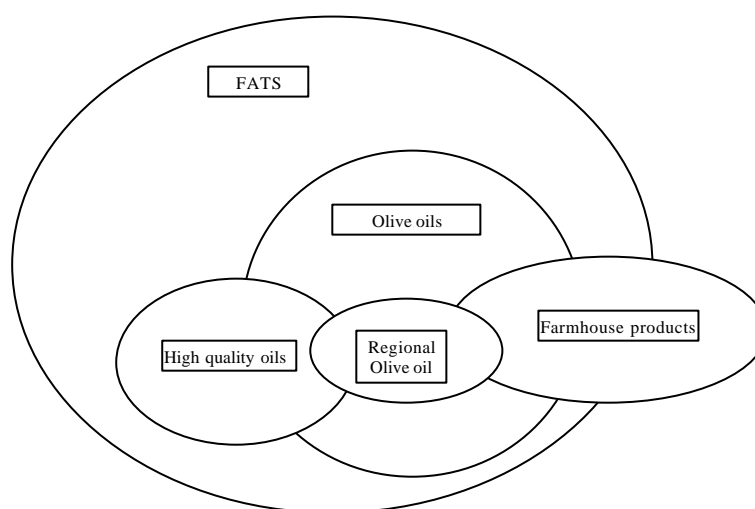 FATS
Olive oils
Farmhouse products
High quality oils
Regional
Olive oil